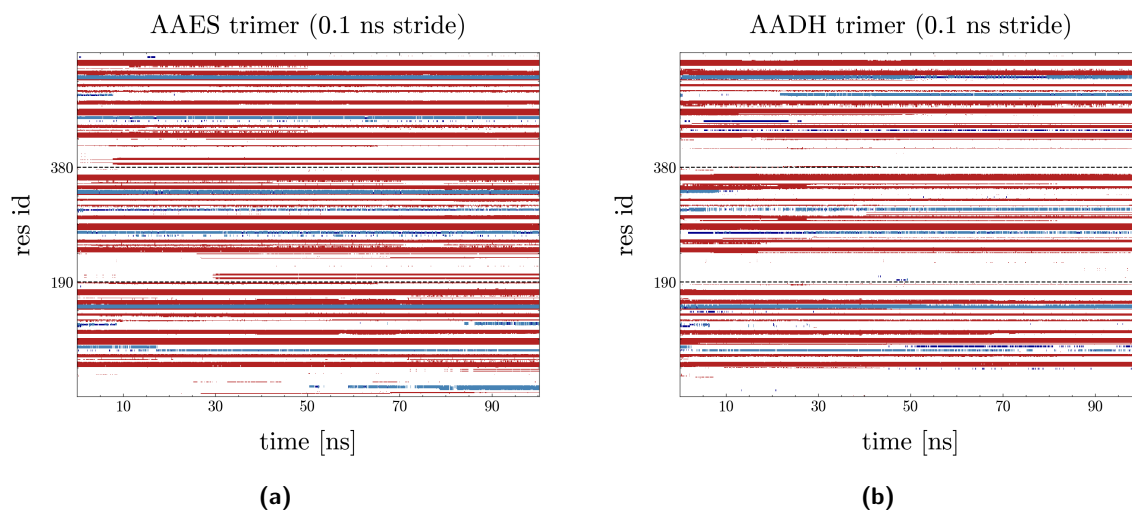 AAES trimer (0.1 ns stride)
res id
380
190
10 30 50 70 90
time [ns]
(a)
AADH trimer (0.1 ns stride)
res id
380
190
10 30 50 70 90
time [ns]
(b)